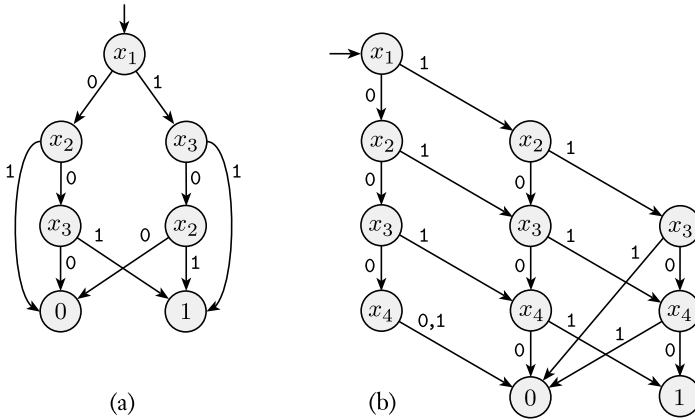 x₁
0 1
x₂ x₃
1 0 0 1
x₃ x₂
0 1 0 1
0 1
(a)
x₁
0 1
x₂ x₂
0 1 0 1
x₃ x₃ x₃
0 1 0 1 1 0
x₄ x₄ x₄
0,1 0 1 1 0
0 1
(b)